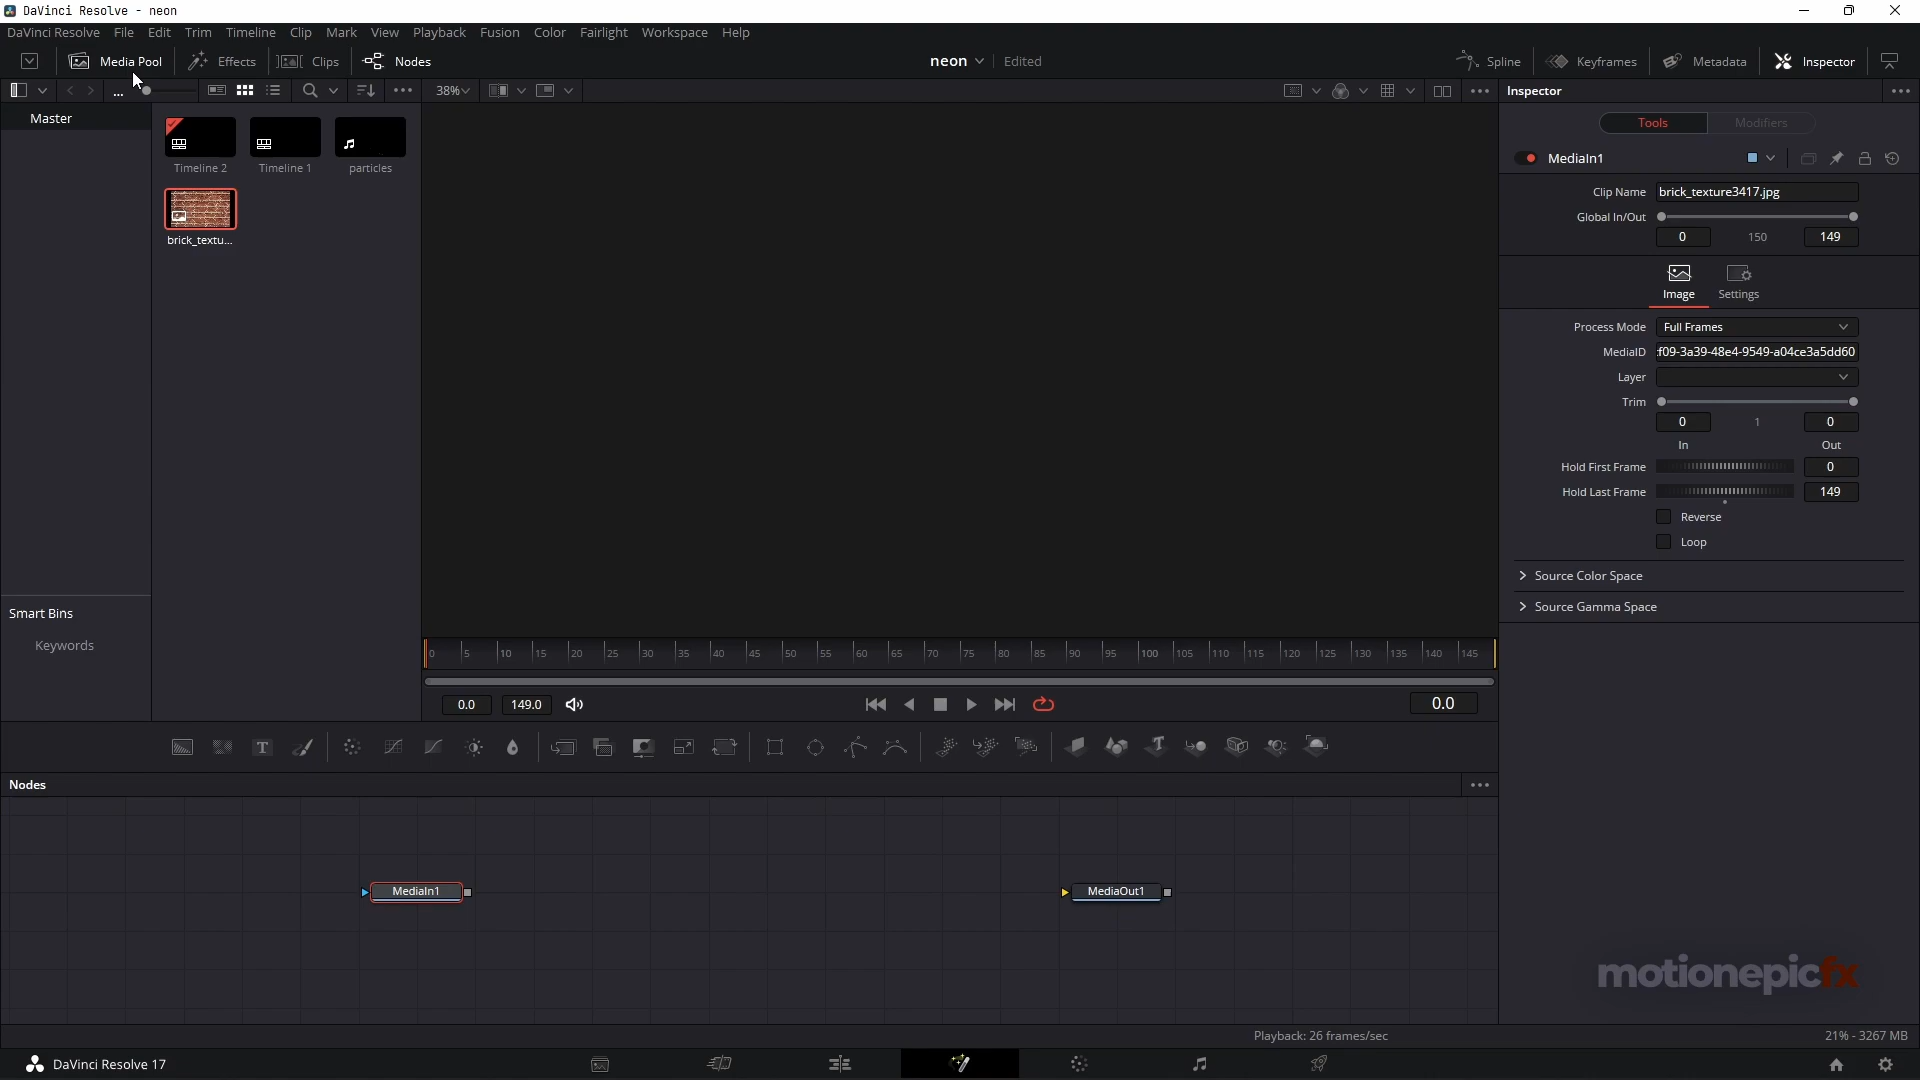 DaVinci Resolve - neon
DaVinci Resolve File Edit Trim Timeline Clip Mark View Playback Fusion Color Fairlight Workspace Help
Media Pool Effects Clips Nodes neon Edited Spline Keyframes Metadata Inspector
... 38% Inspector
Master
Timeline 2 Timeline 1 particles
brick_textu...
Tools Modifiers
MediaIn1
Clip Name brick_texture3417.jpg
Global In/Out
0 150 149
Image Settings
Process Mode Full Frames
MediaID :f09-3a39-48e4-9549-a04ce3a5dd60
Layer
Trim
0 1 0
In Out
Hold First Frame 0
Hold Last Frame 149
Reverse
Loop
Source Color Space
Source Gamma Space
Smart Bins
Keywords
0 5 10 15 20 25 30 35 40 45 50 55 60 65 70 75 80 85 90 95 100 105 110 115 120 125 130 135 140 145
0.0 149.0 0.0
Nodes
MediaIn1 MediaOut1
motionepicfx
Playback: 26 frames/sec 21% - 3267 MB
DaVinci Resolve 17